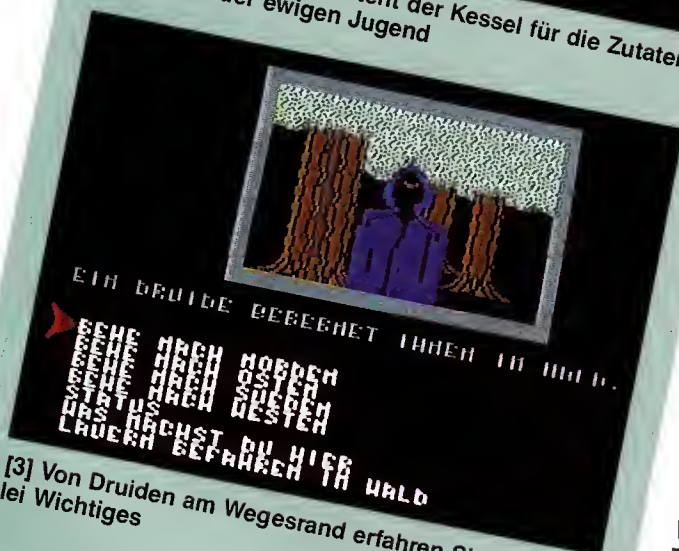 der Kessel für die Zutaten
der ewigen Jugend
EIN DRUIDE BEGEGNET IHNEN IM WALD.
GEHE NACH NORDEN
GEHE NACH OSTEN
GEHE NACH SUEDEN
GEHE NACH WESTEN
STATUS
WAS MACHST DU HIER
LAUERN GEFAHREN IM WALD
[3] Von Druiden am Wegesrand erfahren
lei Wichtiges